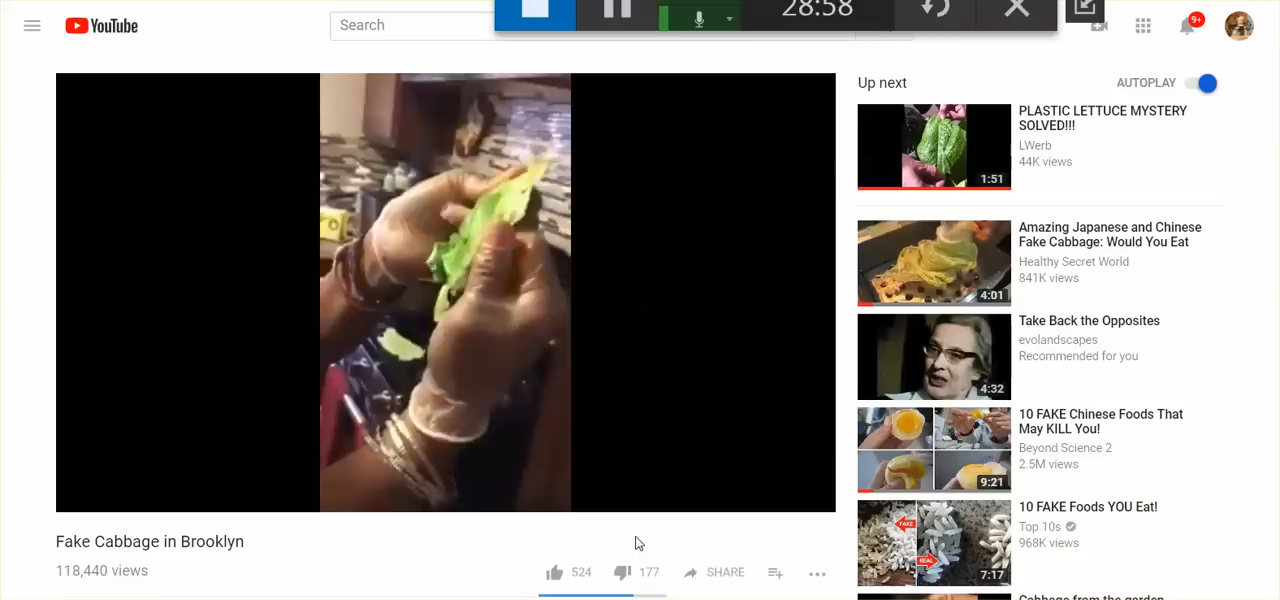 28:58
YouTube
Search
9+
Up next
AUTOPLAY
PLASTIC LETTUCE MYSTERY
SOLVED!!!
LWerb
44K views
1:51
Amazing Japanese and Chinese
Fake Cabbage: Would You Eat
Healthy Secret World
841K views
4:01
Take Back the Opposites
evolandscapes
Recommended for you
4:32
10 FAKE Chinese Foods That
May KILL You!
Beyond Science 2
2.5M views
9:21
10 FAKE Foods YOU Eat!
Top 10s
968K views
FAKE
REAL
7:17
Cabbage from the garden
Fake Cabbage in Brooklyn
118,440 views
524
177
SHARE